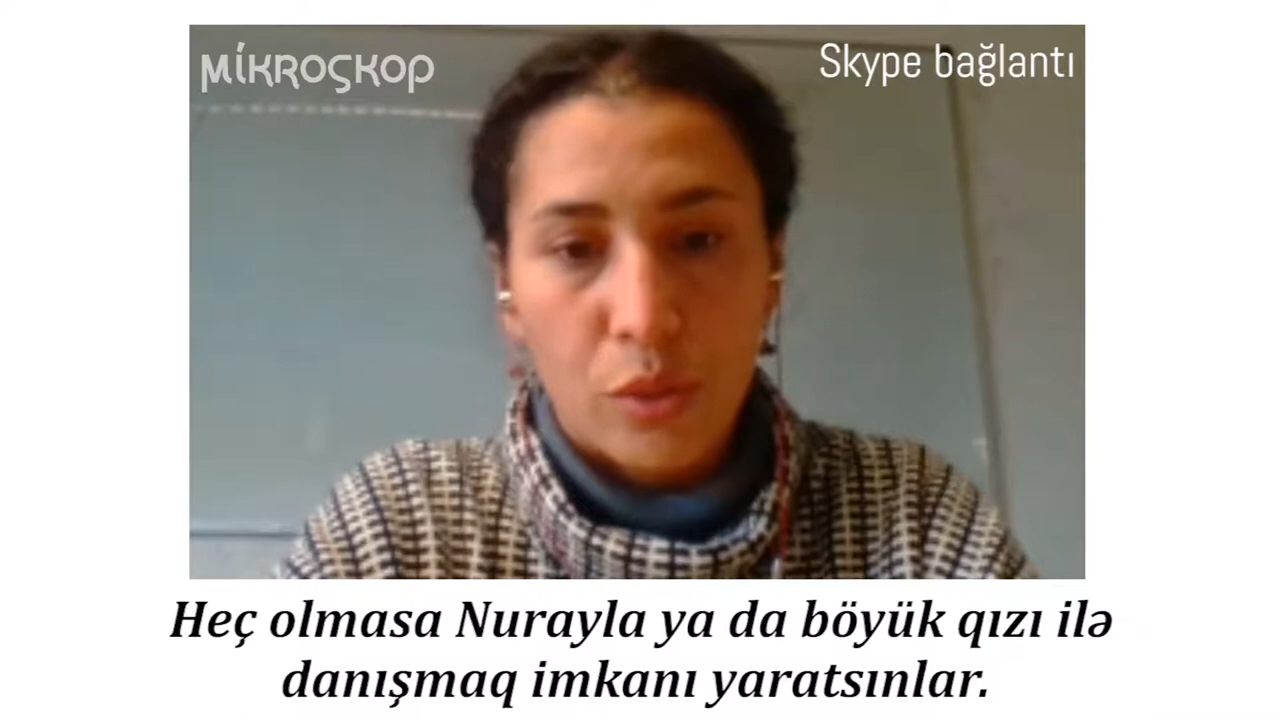 MİKROSKOP
Skype bağlantı
Heç olmasa Nurayla ya da böyük qızı ilə
danışmaq imkanı yaratsınlar.